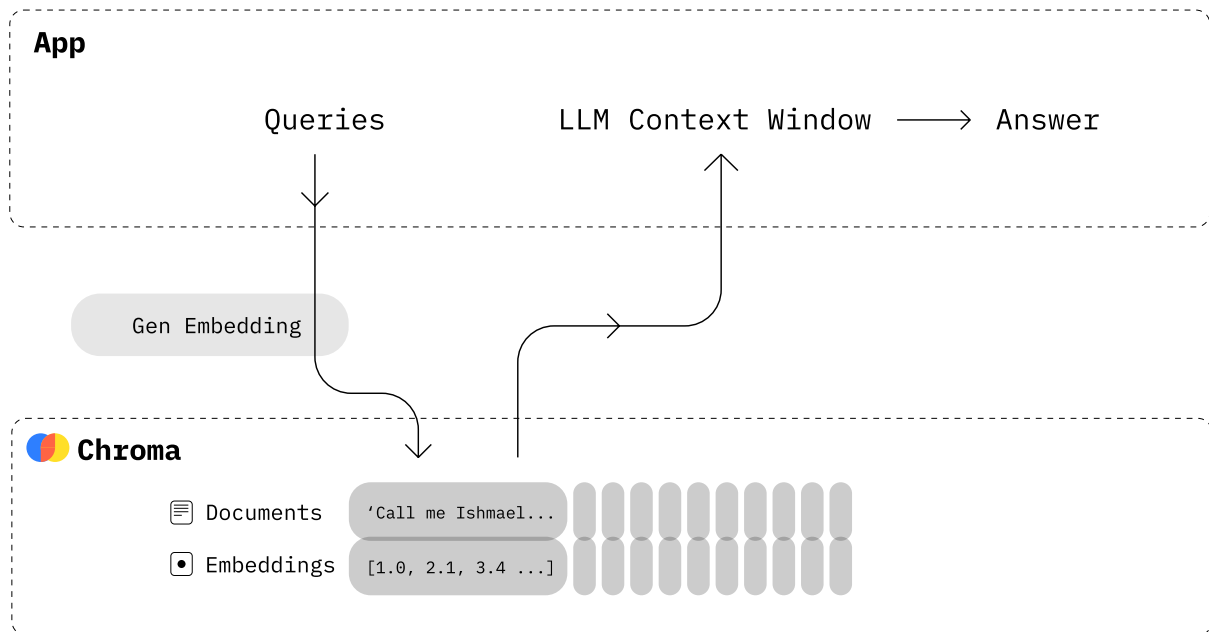 App
Queries
LLM Context Window
Answer
Gen Embedding
Chroma
Documents
‘Call me Ishmael...
Embeddings
[1.0, 2.1, 3.4 ...]